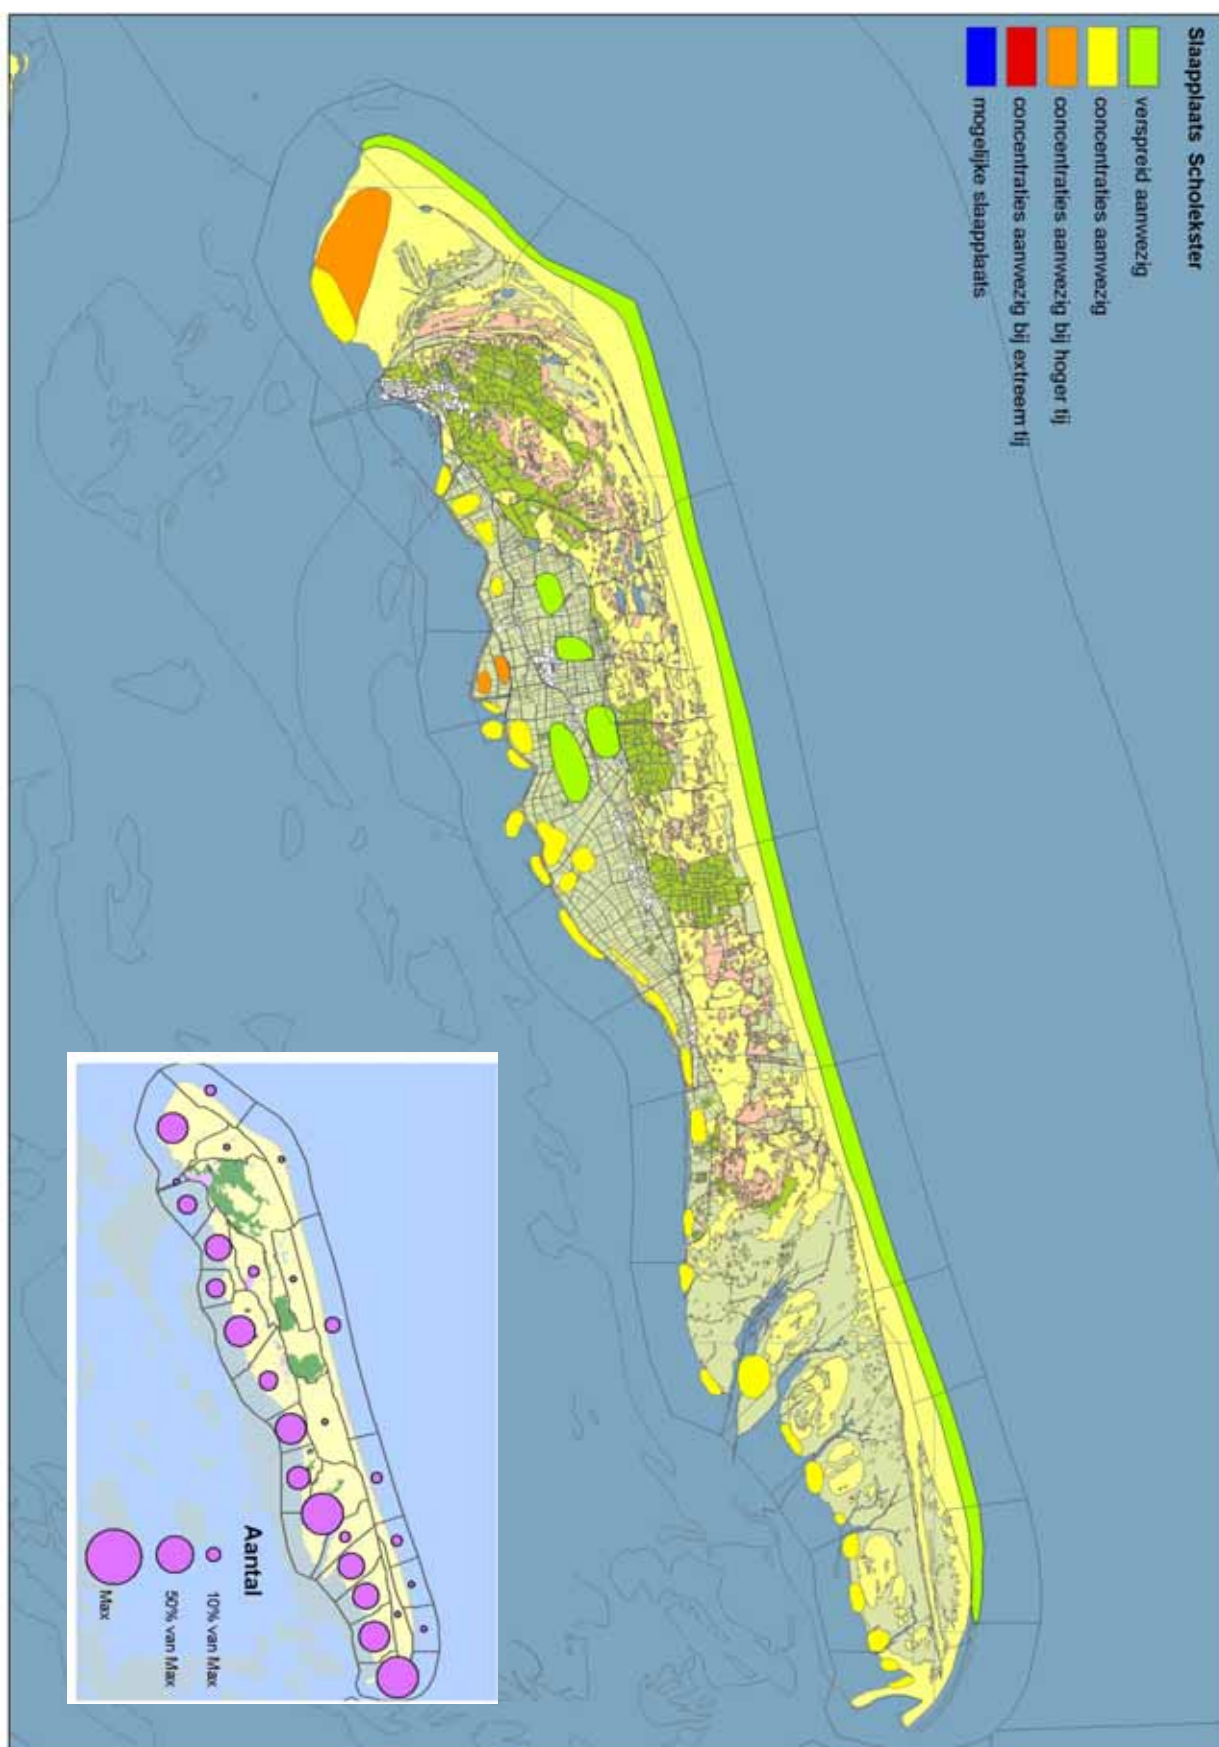 Slaapplaats Scholekster
verspreid aanwezig
concentraties aanwezig
concentraties aanwezig bij hoger tij
concentraties aanwezig bij extreem tij
mogelijke slaapplaats
Aantal
10% van Max
50% van Max
Max